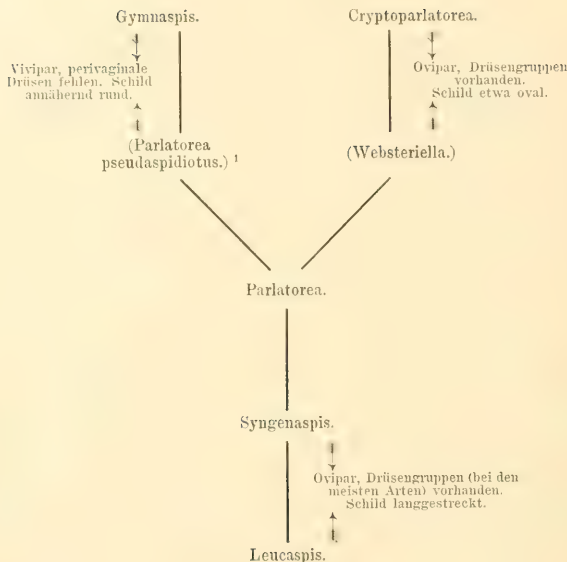 Gymnaspis.
Cryptoparlatorea.
Vivipar, perivaginale
Drüsen fehlen. Schild
annähernd rund.
Ovipar, Drüsengruppen
vorhanden.
Schild etwa oval.
(Parlatorea
pseudaspidiotus.) 1
(Websteriella.)
Parlatorea.
Syngenaspis.
Ovipar, Drüsengruppen (bei den
meisten Arten) vorhanden.
Schild langgestreckt.
Leucaspis.